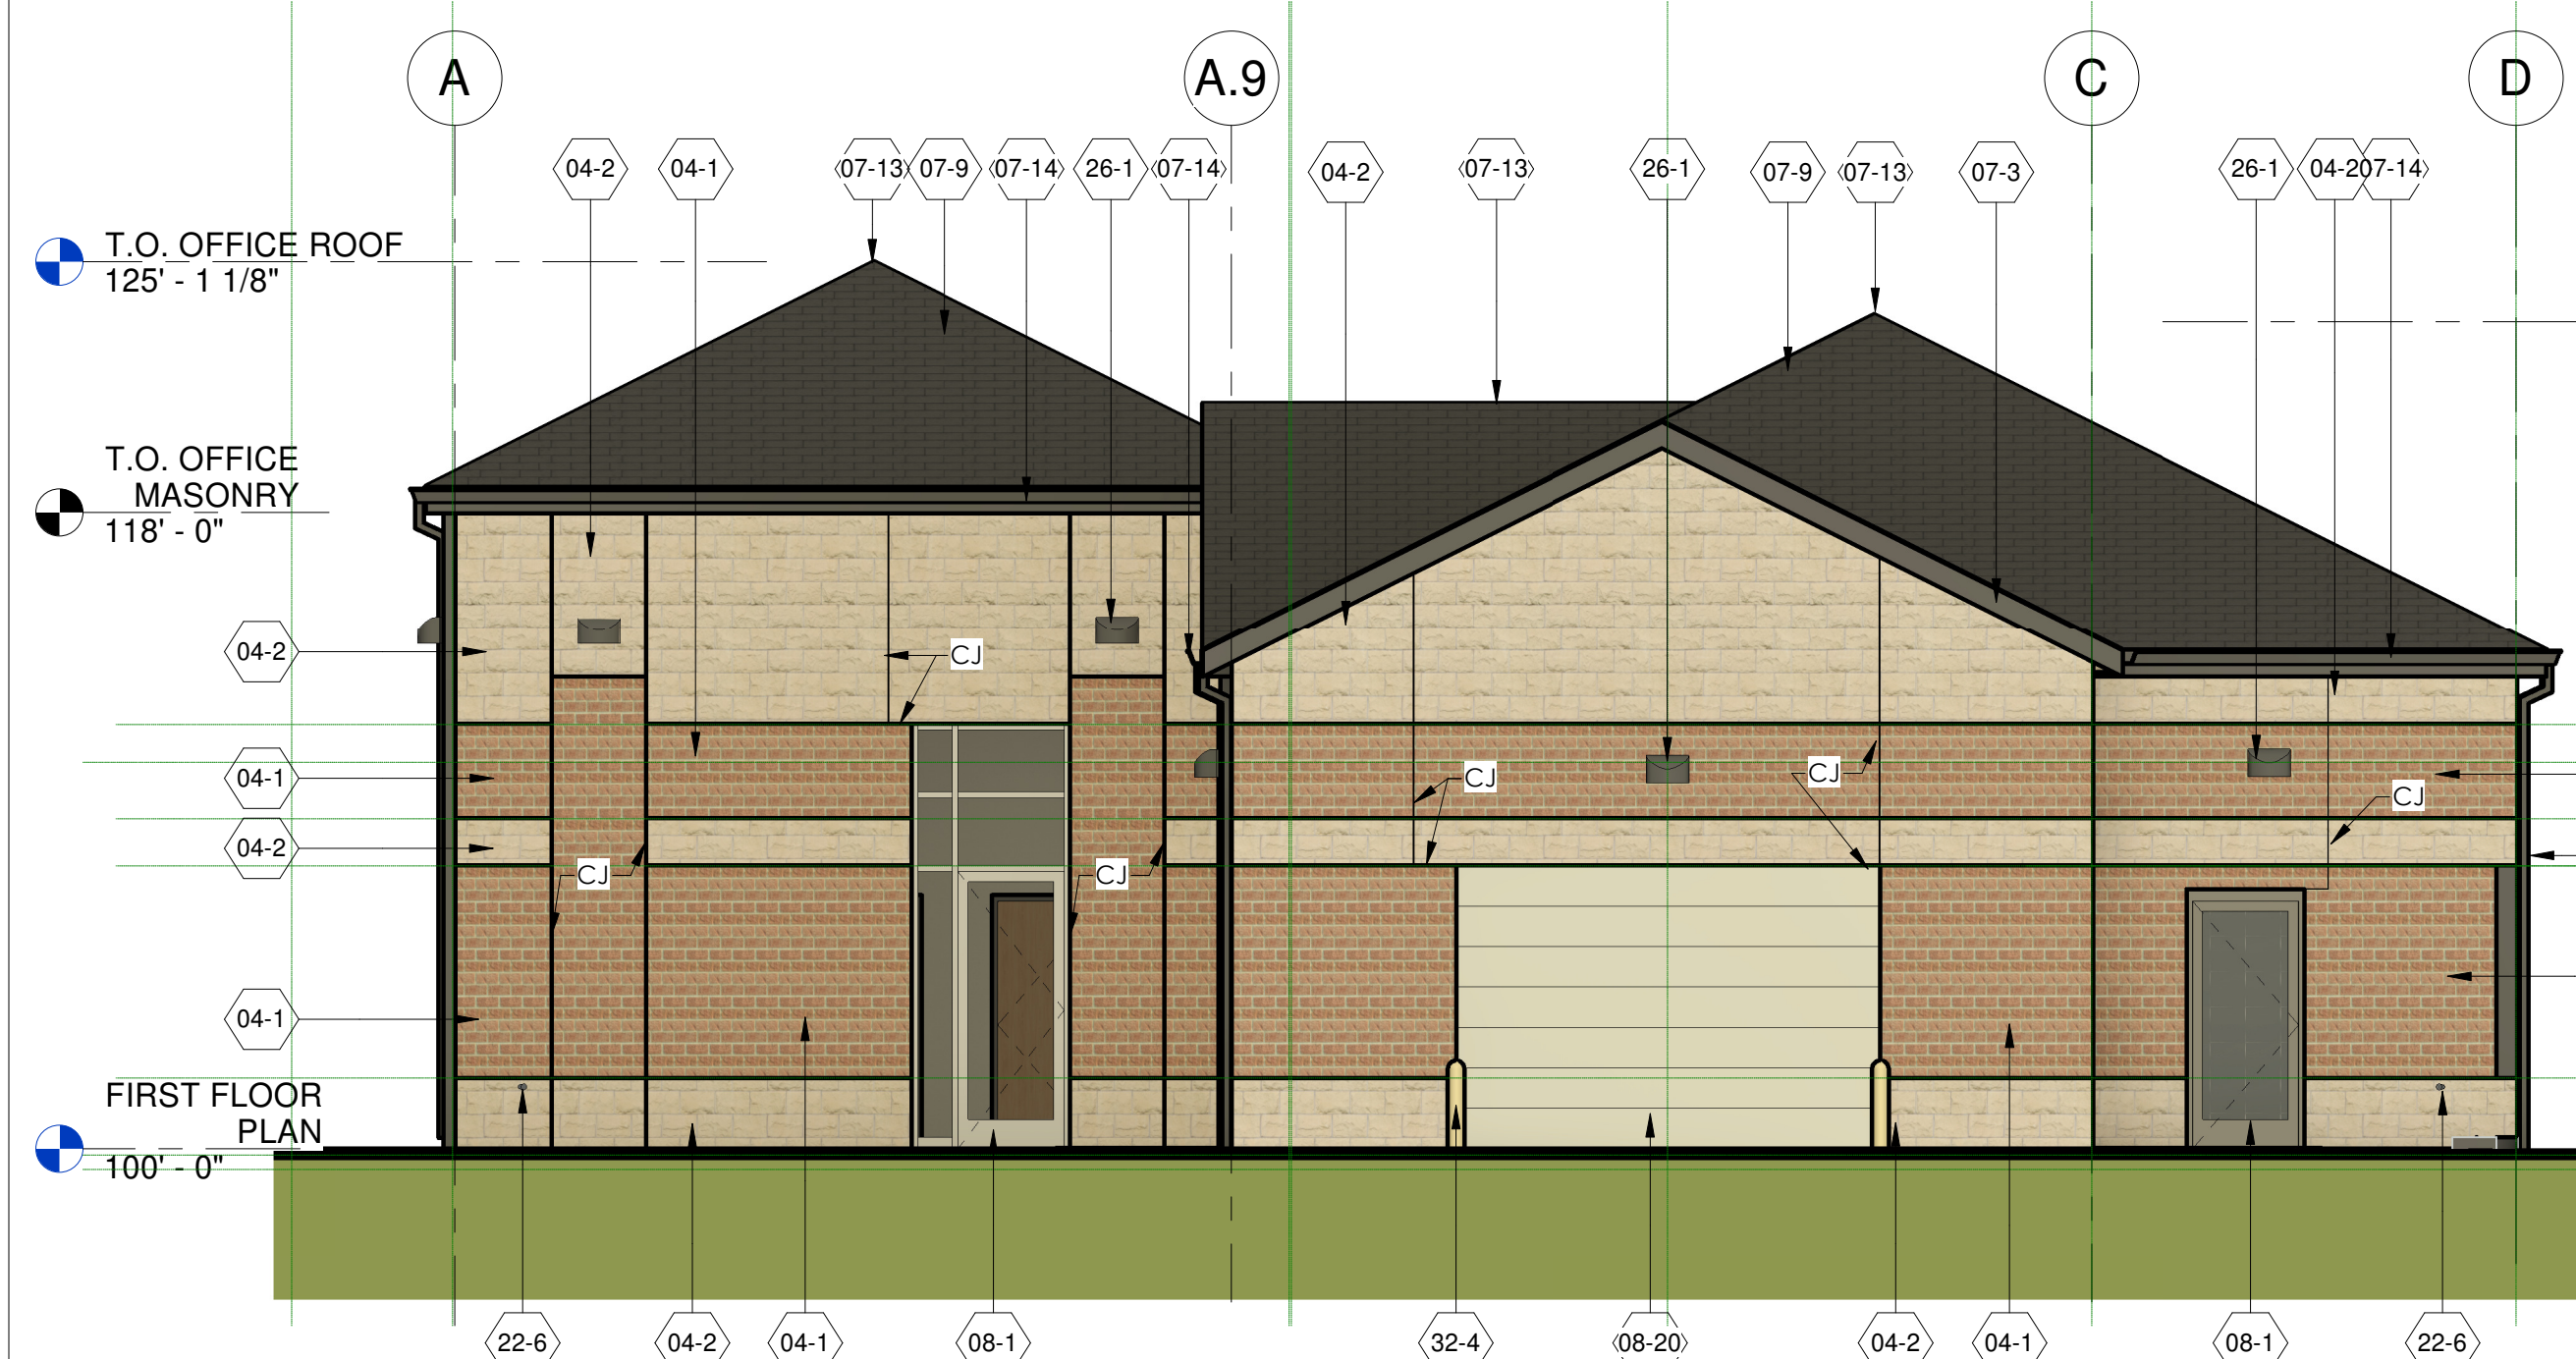 A
A.9
C
D
04-2
04-1
07-13
07-9
07-14
26-1
07-14
04-2
07-13
26-1
07-9
07-13
07-3
26-1
04-2
07-14
T.O. OFFICE ROOF
125' - 1 1/8"
T.O. OFFICE
MASONRY
118' - 0"
04-2
CJ
04-1
CJ
CJ
CJ
04-2
CJ
CJ
04-1
FIRST FLOOR
PLAN
100' - 0"
22-6
04-2
04-1
08-1
32-4
08-20
04-2
04-1
08-1
22-6